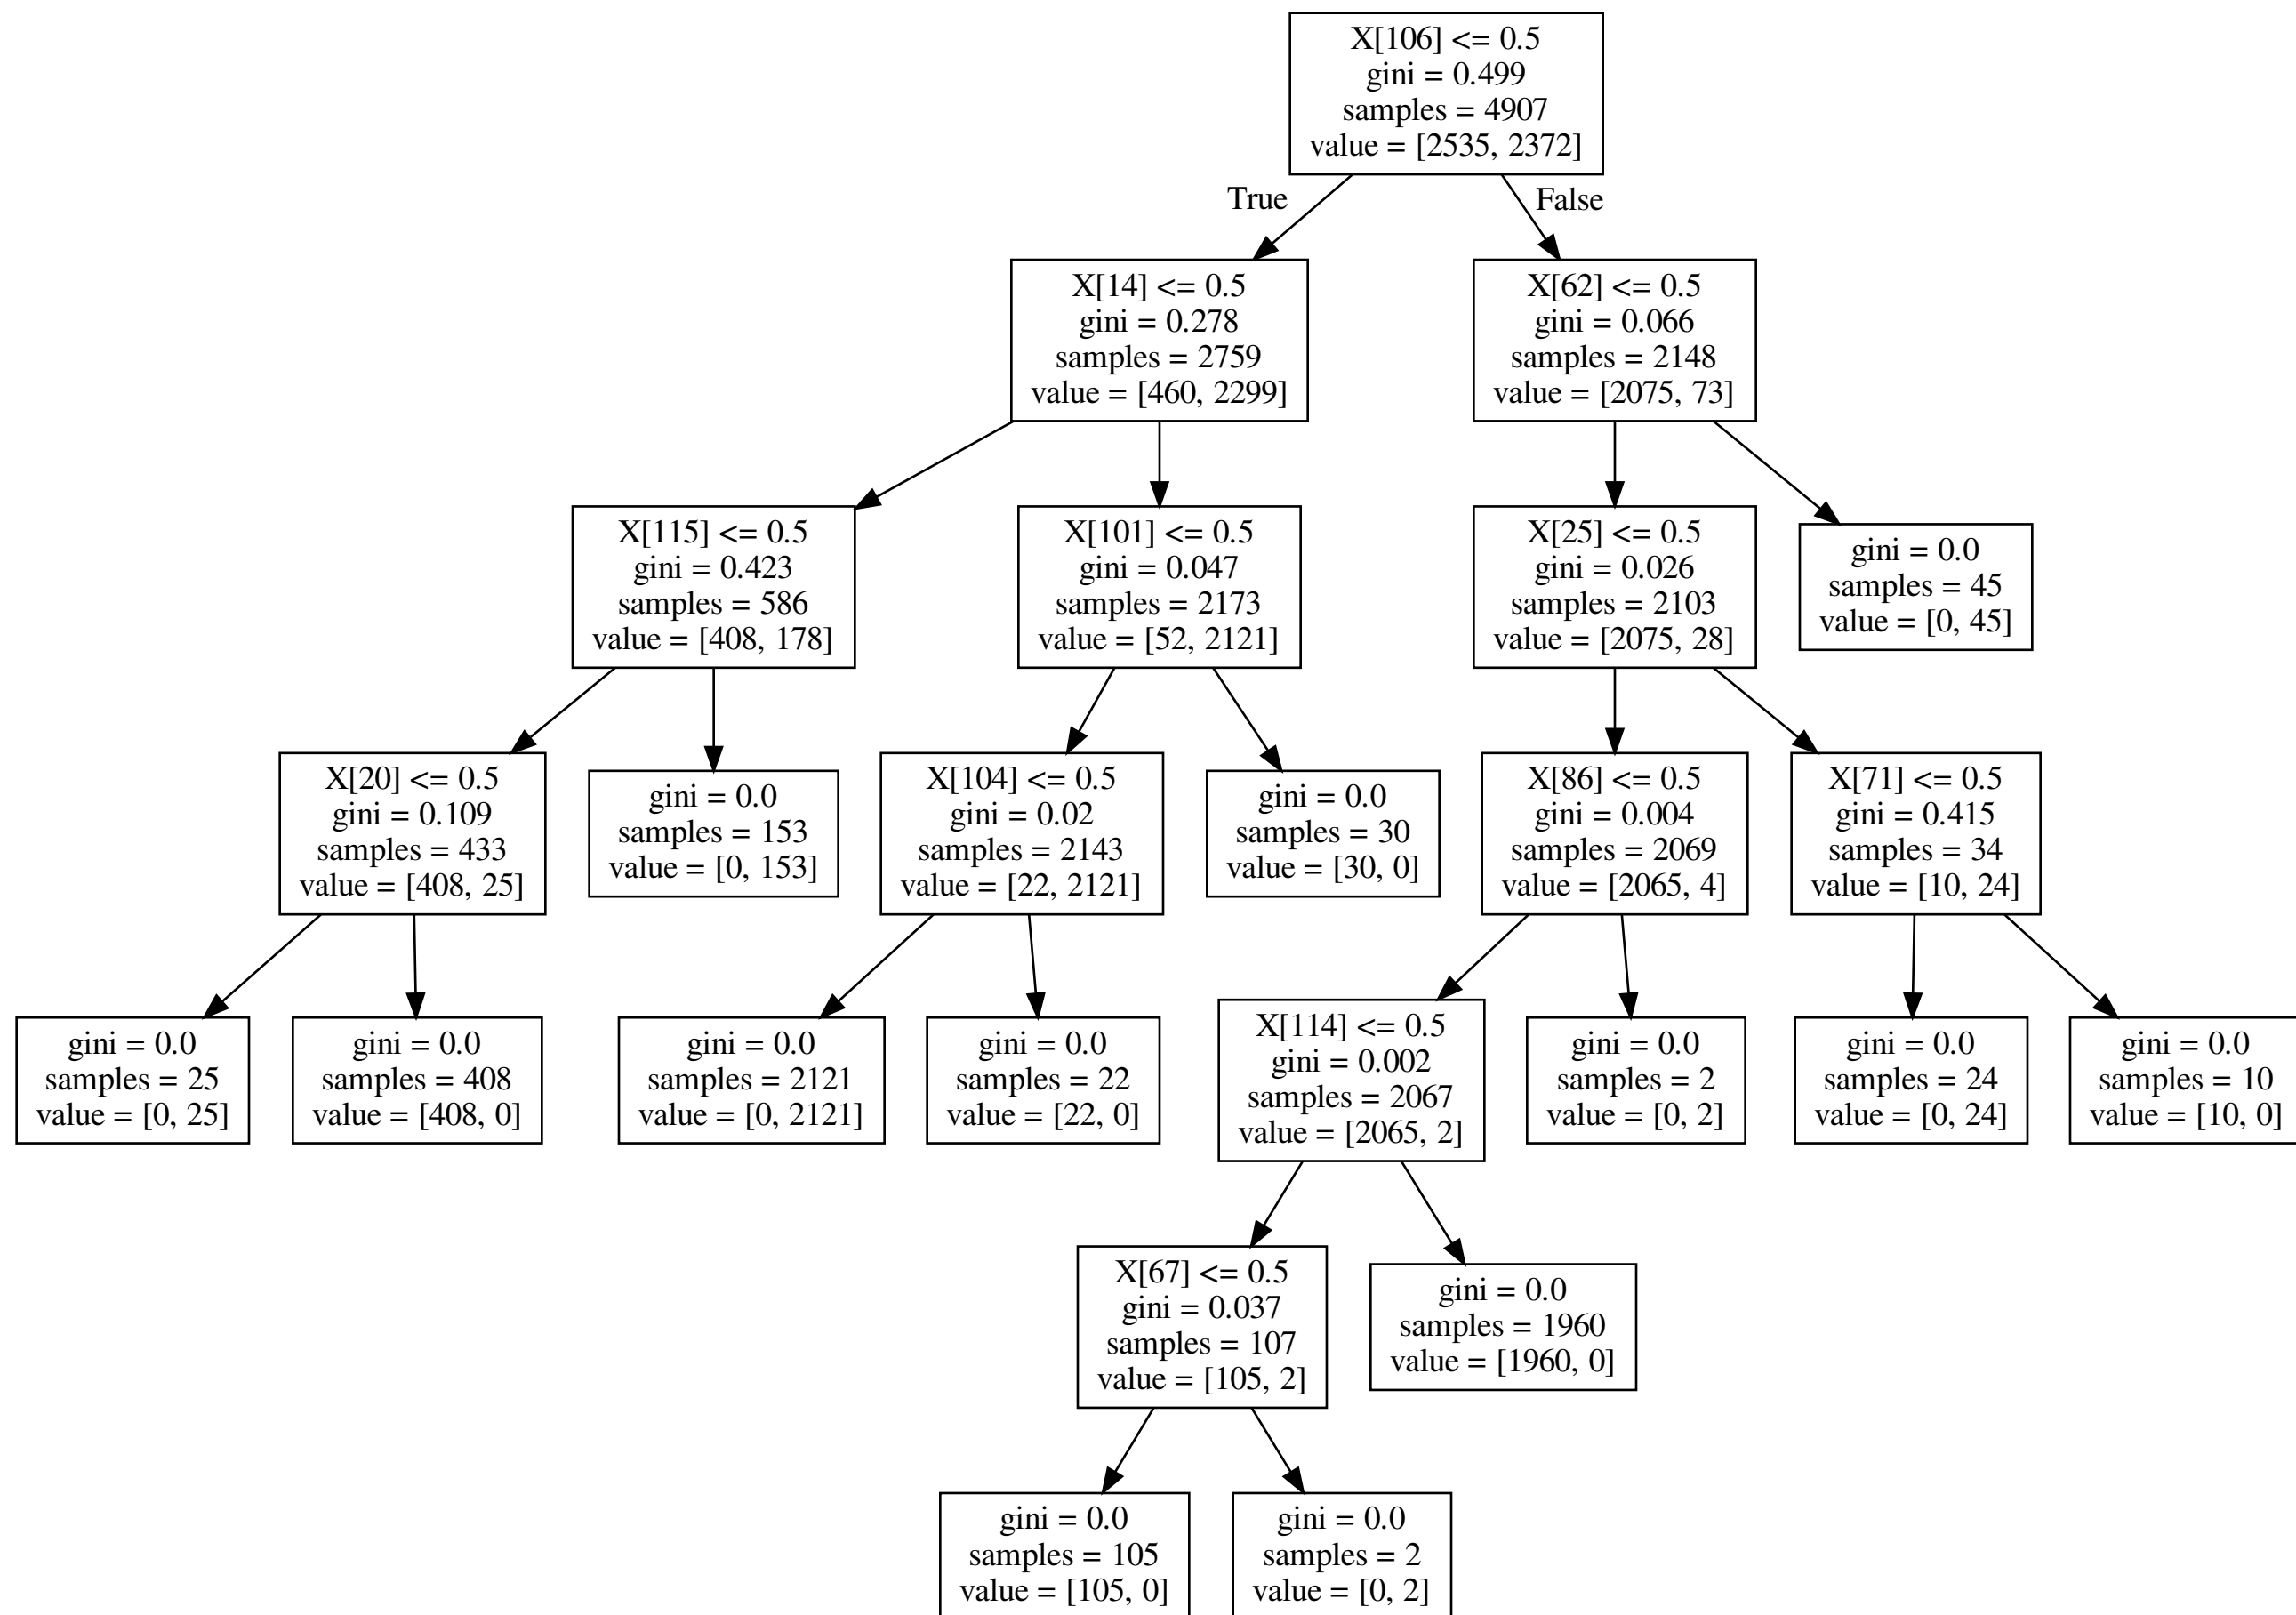 X[106] <= 0.5
gini = 0.499
samples = 4907
value = [2535, 2372]
True
False
X[14] <= 0.5
gini = 0.278
samples = 2759
value = [460, 2299]
X[62] <= 0.5
gini = 0.066
samples = 2148
value = [2075, 73]
X[115] <= 0.5
gini = 0.423
samples = 586
value = [408, 178]
X[101] <= 0.5
gini = 0.047
samples = 2173
value = [52, 2121]
X[25] <= 0.5
gini = 0.026
samples = 2103
value = [2075, 28]
gini = 0.0
samples = 45
value = [0, 45]
X[20] <= 0.5
gini = 0.109
samples = 433
value = [408, 25]
gini = 0.0
samples = 153
value = [0, 153]
X[104] <= 0.5
gini = 0.02
samples = 2143
value = [22, 2121]
gini = 0.0
samples = 30
value = [30, 0]
X[86] <= 0.5
gini = 0.004
samples = 2069
value = [2065, 4]
X[71] <= 0.5
gini = 0.415
samples = 34
value = [10, 24]
gini = 0.0
samples = 25
value = [0, 25]
gini = 0.0
samples = 408
value = [408, 0]
gini = 0.0
samples = 2121
value = [0, 2121]
gini = 0.0
samples = 22
value = [22, 0]
X[114] <= 0.5
gini = 0.002
samples = 2067
value = [2065, 2]
gini = 0.0
samples = 2
value = [0, 2]
gini = 0.0
samples = 24
value = [0, 24]
gini = 0.0
samples = 10
value = [10, 0]
X[67] <= 0.5
gini = 0.037
samples = 107
value = [105, 2]
gini = 0.0
samples = 1960
value = [1960, 0]
gini = 0.0
samples = 105
value = [105, 0]
gini = 0.0
samples = 2
value = [0, 2]